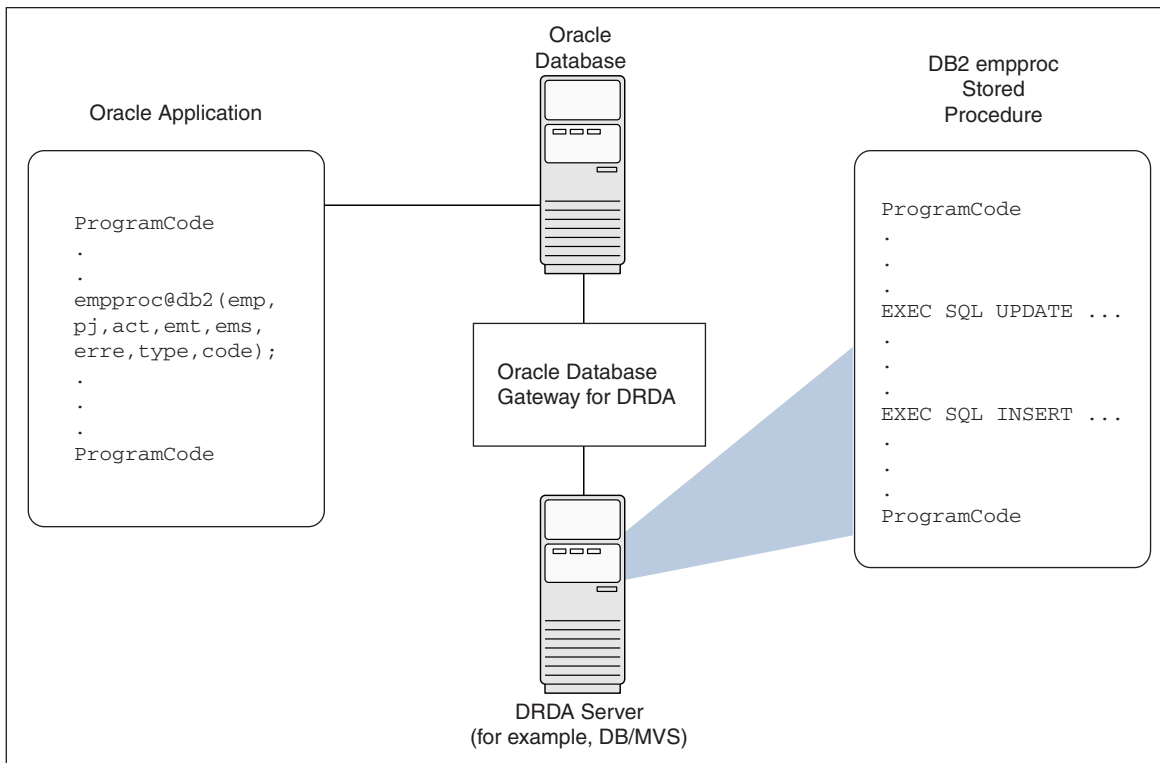 Oracle Application
ProgramCode
.
.
empproc@db2(emp,
pj,act,emt,ems,
erre,type,code);
.
.
.
ProgramCode
Oracle
Database
Oracle Database
Gateway for DRDA
DRDA Server
(for example, DB/MVS)
DB2 empproc
Stored
Procedure
ProgramCode
.
.
.
EXEC SQL UPDATE ...
.
.
.
EXEC SQL INSERT ...
.
.
.
ProgramCode